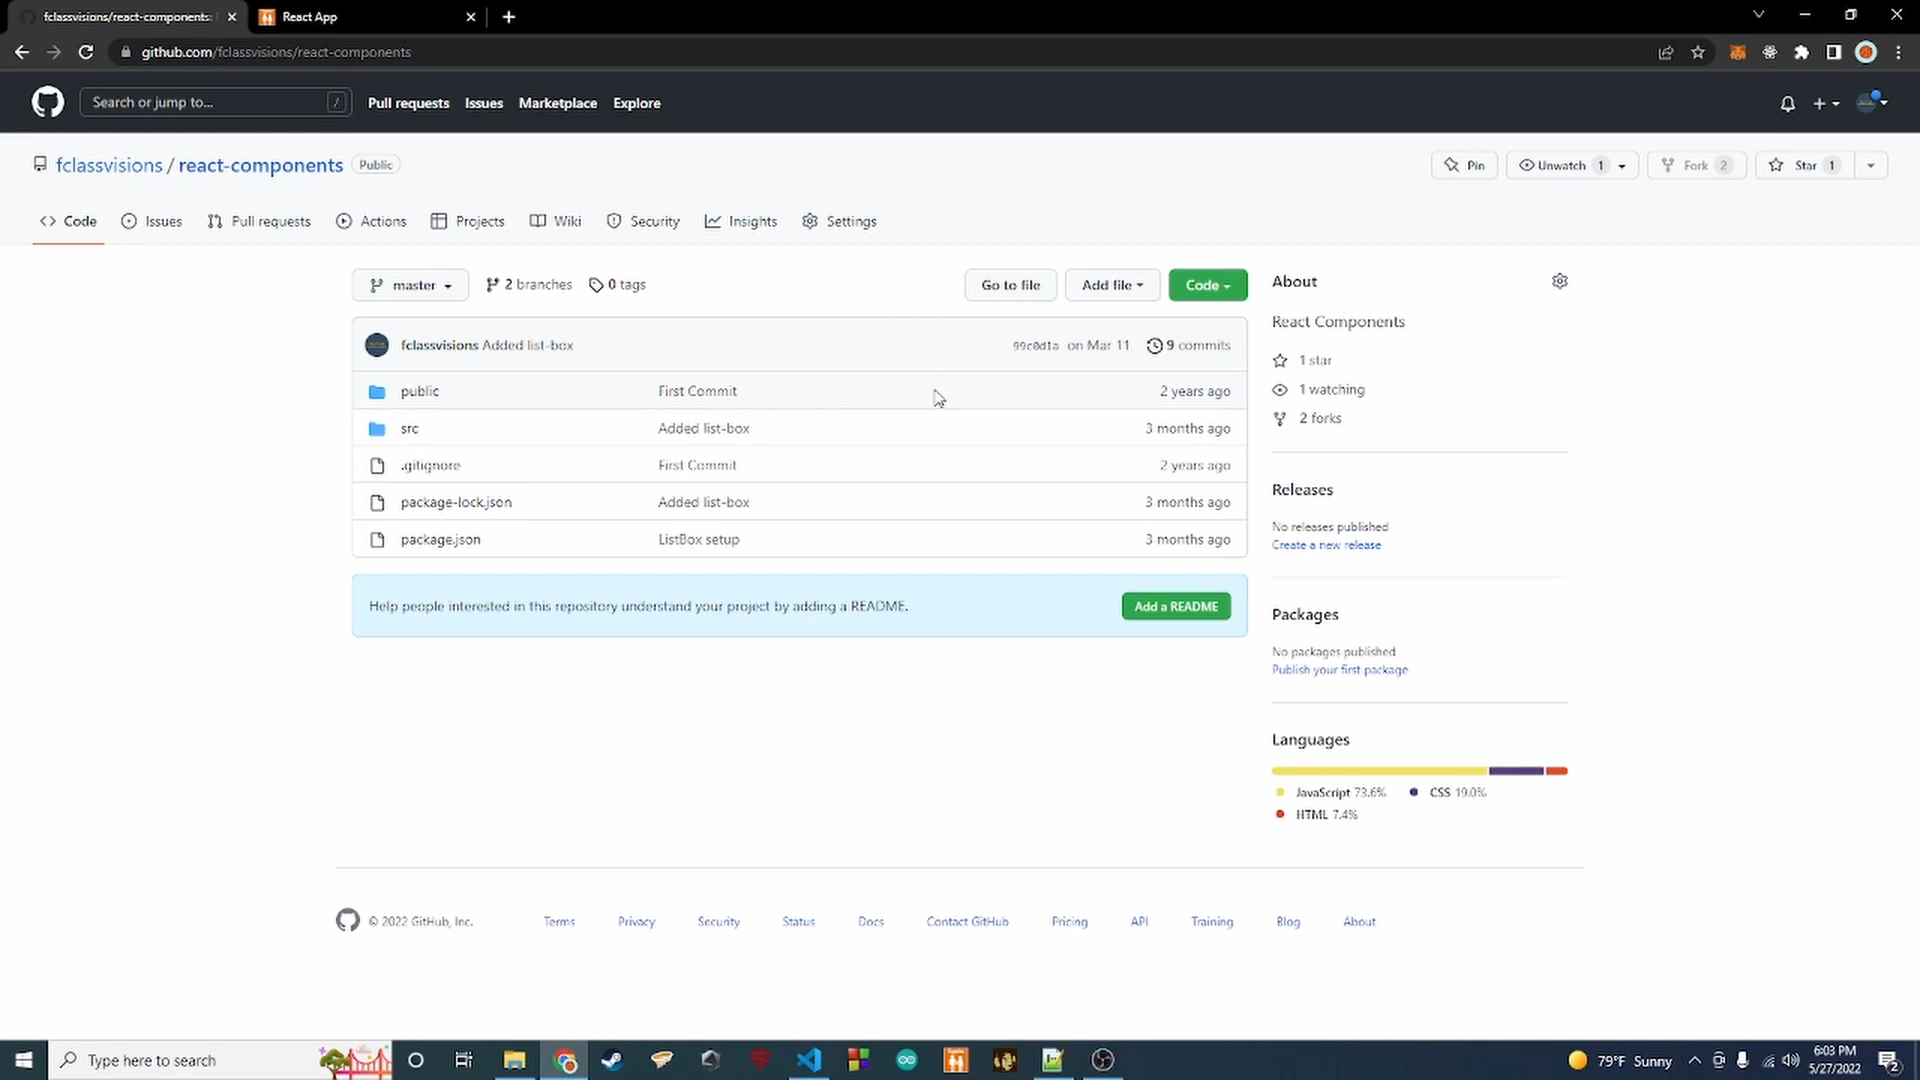 fclassvisions/react-components:
React App
github.com/fclassvisions/react-components
Search or jump to... /
Pull requests Issues Marketplace Explore
fclassvisions / react-components Public
Pin
Unwatch 1
Fork 2
Star 1
Code Issues Pull requests Actions Projects Wiki Security Insights Settings
master 2 branches 0 tags
Go to file Add file Code
fclassvisions Added list-box 99c0d1a on Mar 11 9 commits
public First Commit 2 years ago
src Added list-box 3 months ago
.gitignore First Commit 2 years ago
package-lock.json Added list-box 3 months ago
package.json ListBox setup 3 months ago
Help people interested in this repository understand your project by adding a README. Add a README
About
React Components
1 star
1 watching
2 forks
Releases
No releases published
Create a new release
Packages
No packages published
Publish your first package
Languages
JavaScript 73.6% CSS 19.0%
HTML 7.4%
© 2022 GitHub, Inc. Terms Privacy Security Status Docs Contact GitHub Pricing API Training Blog About
Type here to search
79°F Sunny
6:03 PM
5/27/2022
2